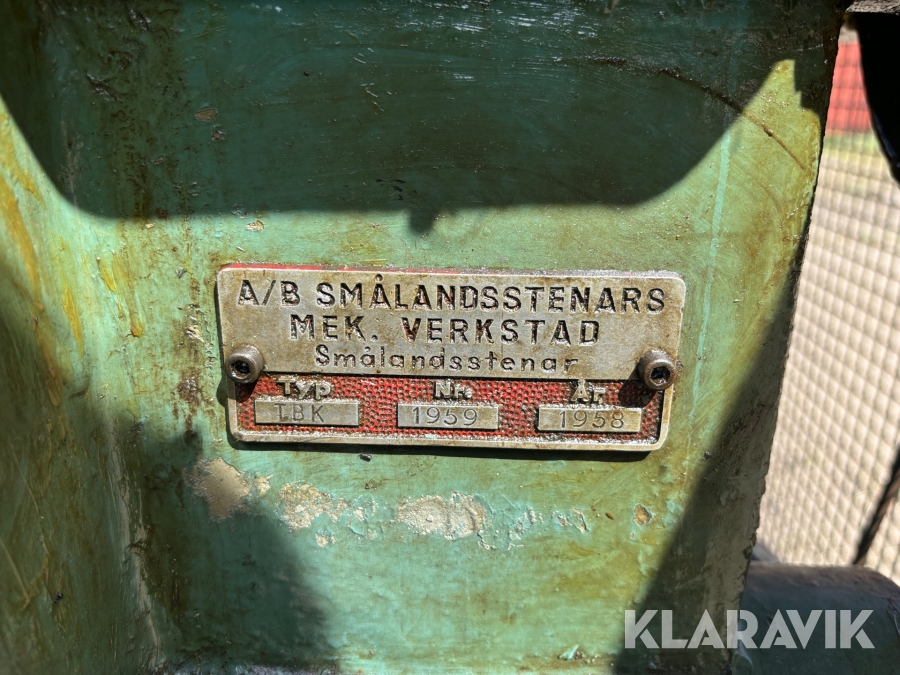 A/B SMÅLANDSSTENARS
MEK. VERKSTAD
Smålandsstenar
Typ Nr. År.
TBK 1959 1958
KLARAVIK